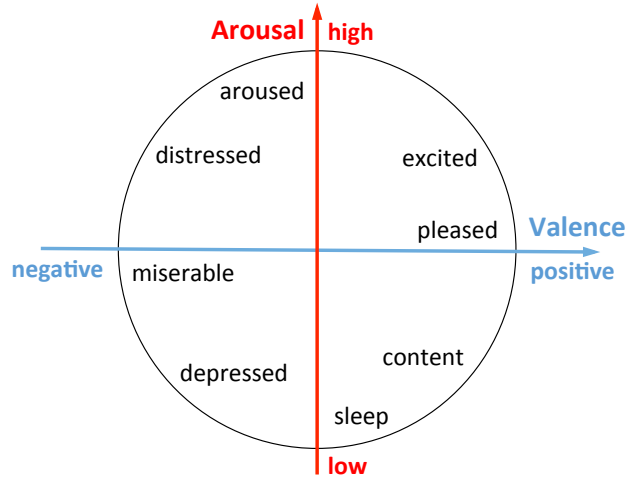 Arousal high
aroused
distressed
excited
pleased
Valence
negative
miserable
positive
content
depressed
sleep
low